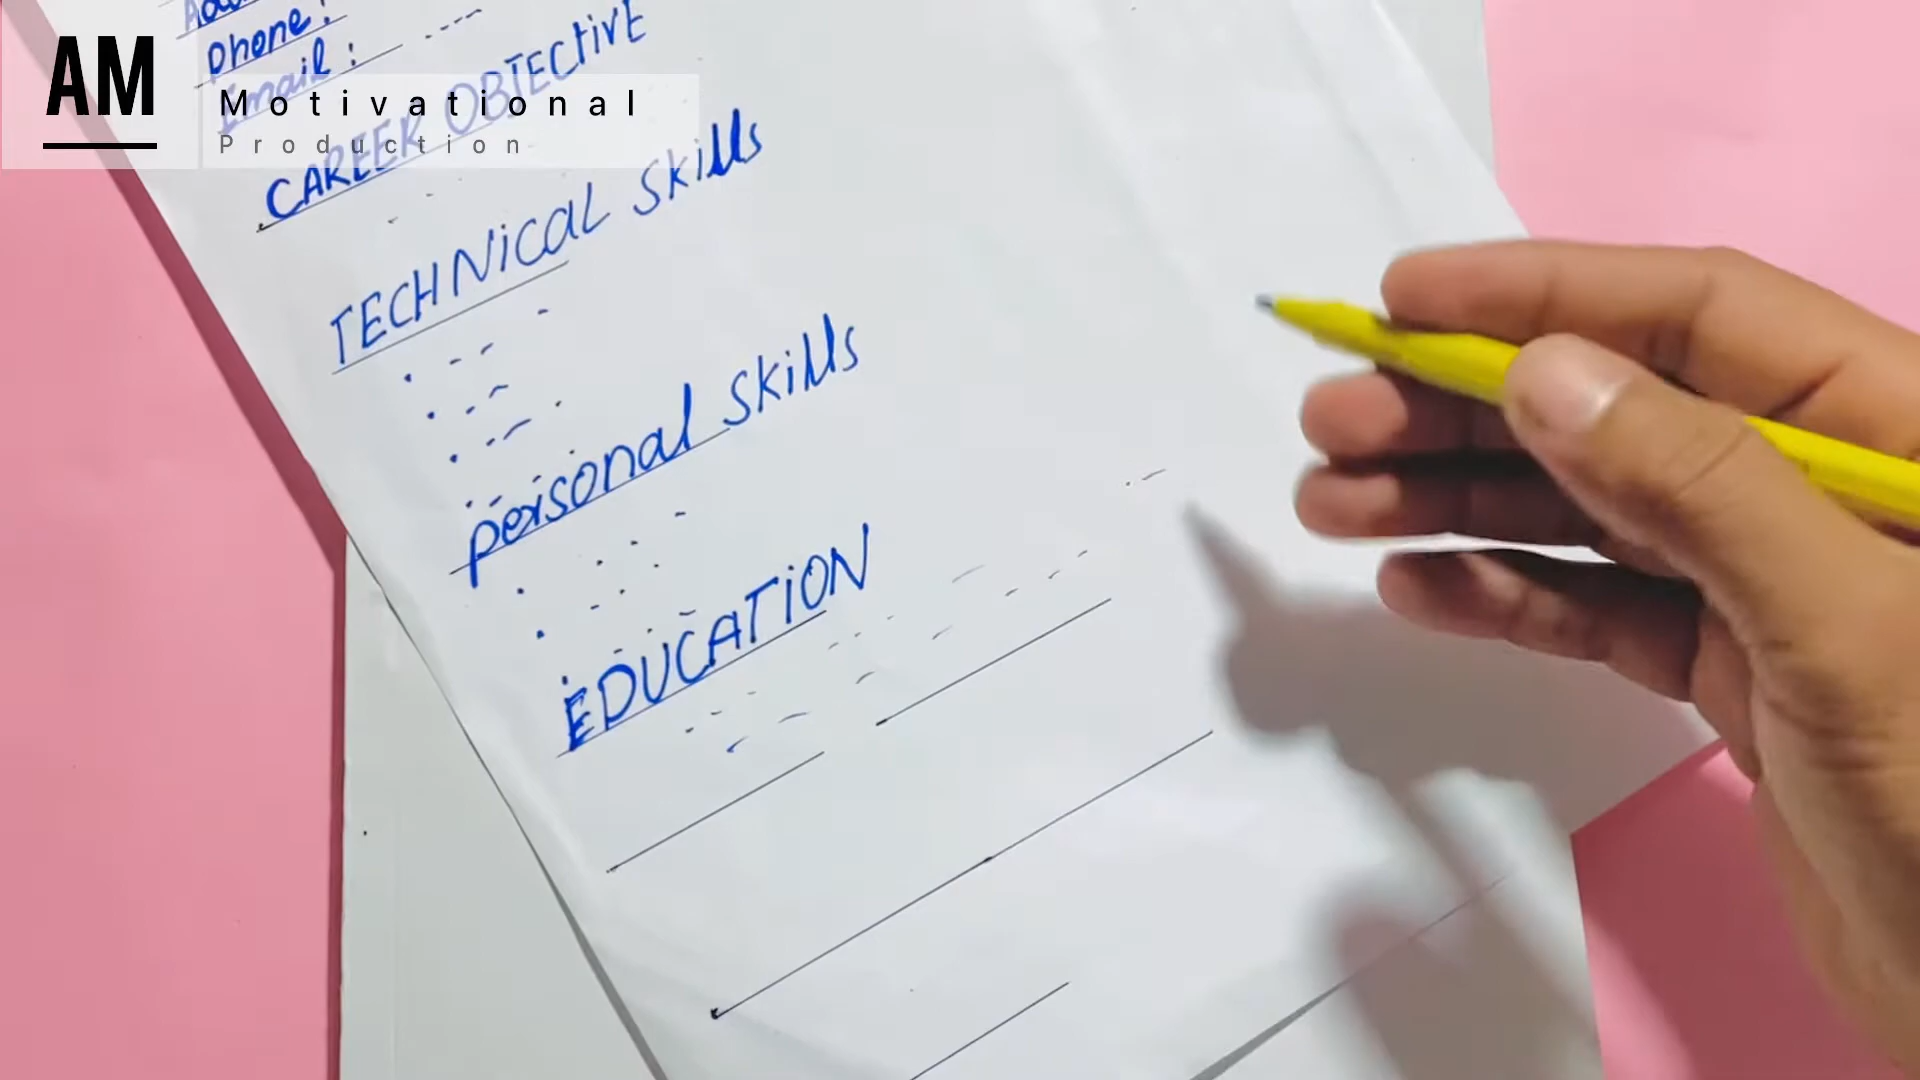 AM
Motivational
Production
Phone:
Email:
CAREER OBJECTIVE
TECHNICAL Skills
personal skills
EDUCATION